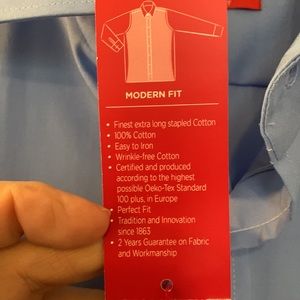 MODERN FIT
• Finest extra long stapled Cotton
• 100% Cotton
• Easy to Iron
• Wrinkle-free Cotton
• Certified and produced
according to the highest
possible Oeko-Tex Standard
100 plus, in Europe
• Perfect Fit
• Tradition and Innovation
since 1863
• 2 Years Guarantee on Fabric
and Workmanship